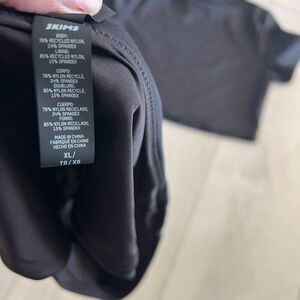 SKIMS
BODY:
76% RECYCLED NYLON,
24% SPANDEX
LINING:
85% RECYCLED NYLON,
15% SPANDEX
CORPS:
76% NYLON RECYCLÉ,
24% SPANDEX
DOUBLURE:
85% NYLON RECYCLÉ,
15% SPANDEX
CUERPO:
76% NYLON RECICLADO,
24% SPANDEX
FORRO:
85% NYLON RECICLADO,
15% SPANDEX
MADE IN CHINA
FABRIQUÉ EN CHINE
HECHO EN CHINA
XL/
TG/XG